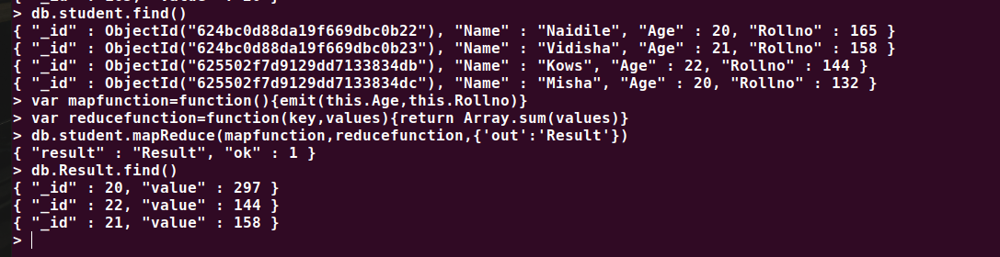 > db.student.find()
{ "_id" : ObjectId("624bc0d88da19f669dbc0b22"), "Name" : "Naidile", "Age" : 20, "Rollno" : 165 }
{ "_id" : ObjectId("624bc0d88da19f669dbc0b23"), "Name" : "Vidisha", "Age" : 21, "Rollno" : 158 }
{ "_id" : ObjectId("625502f7d9129dd7133834db"), "Name" : "Kows", "Age" : 22, "Rollno" : 144 }
{ "_id" : ObjectId("625502f7d9129dd7133834dc"), "Name" : "Misha", "Age" : 20, "Rollno" : 132 }
> var mapfunction=function(){emit(this.Age,this.Rollno)}
> var reducefunction=function(key,values){return Array.sum(values)}
> db.student.mapReduce(mapfunction,reducefunction,{'out':'Result'})
{ "result" : "Result", "ok" : 1 }
> db.Result.find()
{ "_id" : 20, "value" : 297 }
{ "_id" : 22, "value" : 144 }
{ "_id" : 21, "value" : 158 }
>